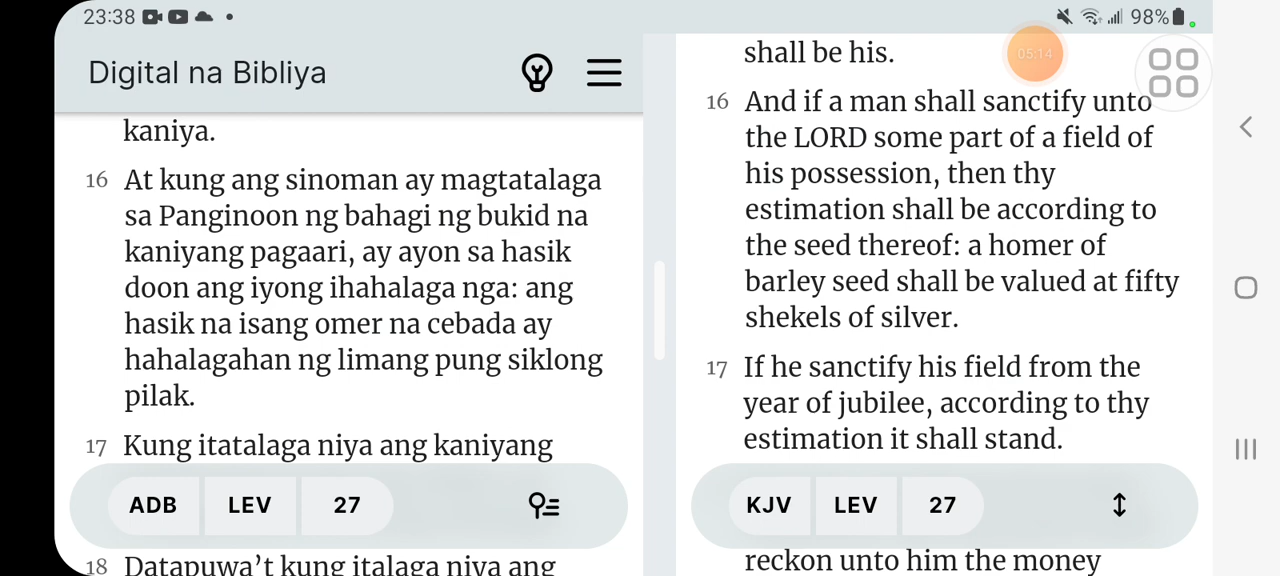 23:38
98%
Digital na Bibliya
kaniya.
16 At kung ang sinoman ay magtatalaga
sa Panginoon ng bahagi ng bukid na
kaniyang pagaari, ay ayon sa hasik
doon ang iyong ihahalaga nga: ang
hasik na isang omer na cebada ay
hahalagahan ng limang pung siklong
pilak.
17 Kung itatalaga niya ang kaniyang
ADB LEV 27
18 Datapuwa't kung italaga niya ang
05:14
shall be his.
16 And if a man shall sanctify unto
the LORD some part of a field of
his possession, then thy
estimation shall be according to
the seed thereof: a homer of
barley seed shall be valued at fifty
shekels of silver.
17 If he sanctify his field from the
year of jubilee, according to thy
estimation it shall stand.
KJV LEV 27
reckon unto him the money